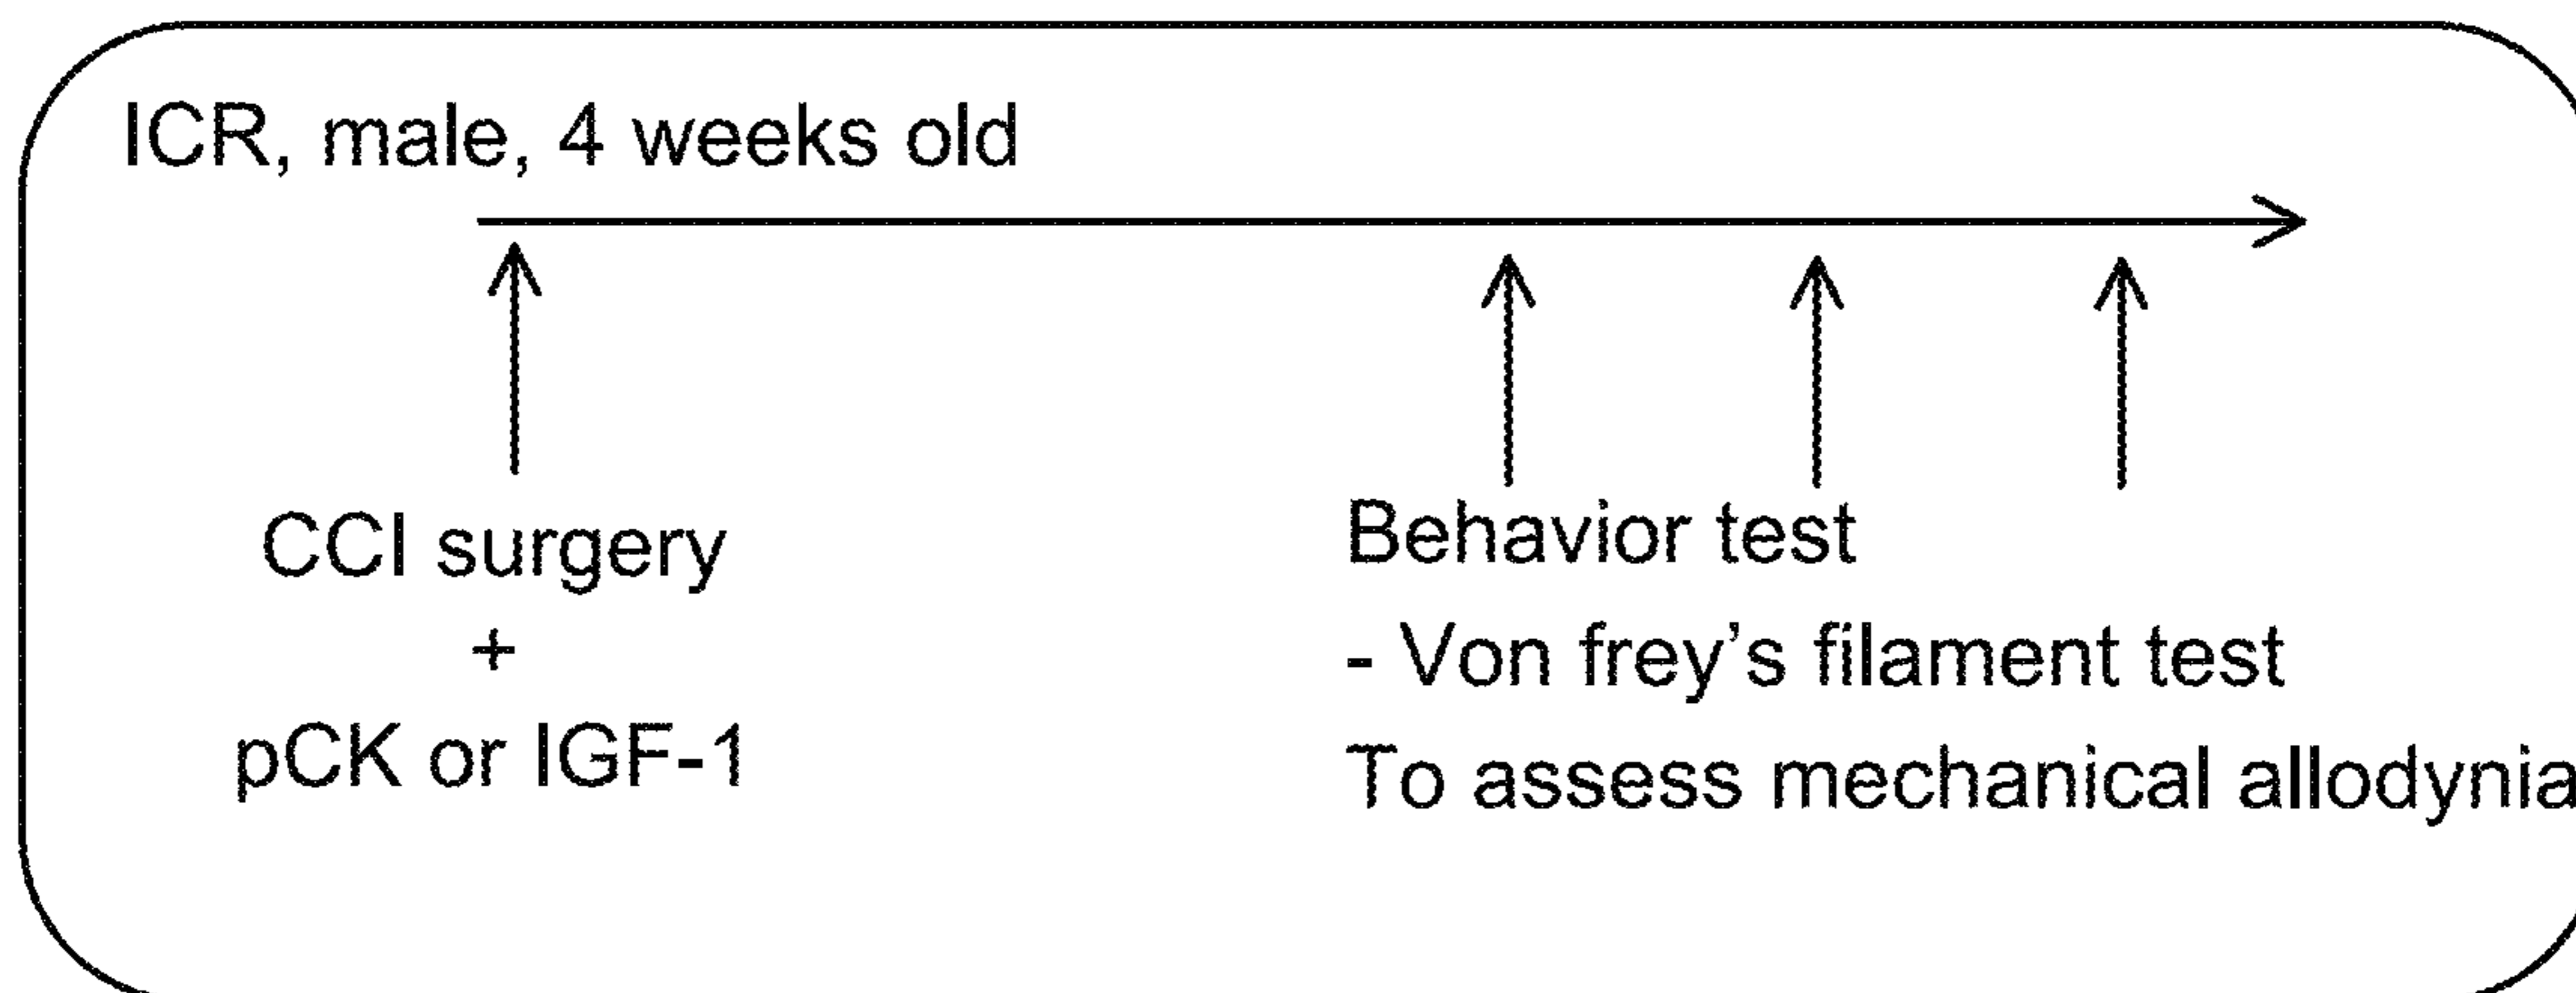 ICR, male, 4 weeks old
CCI surgery
+
pCK or IGF-1
Behavior test
- Von frey’s filament test
To assess mechanical allodynia